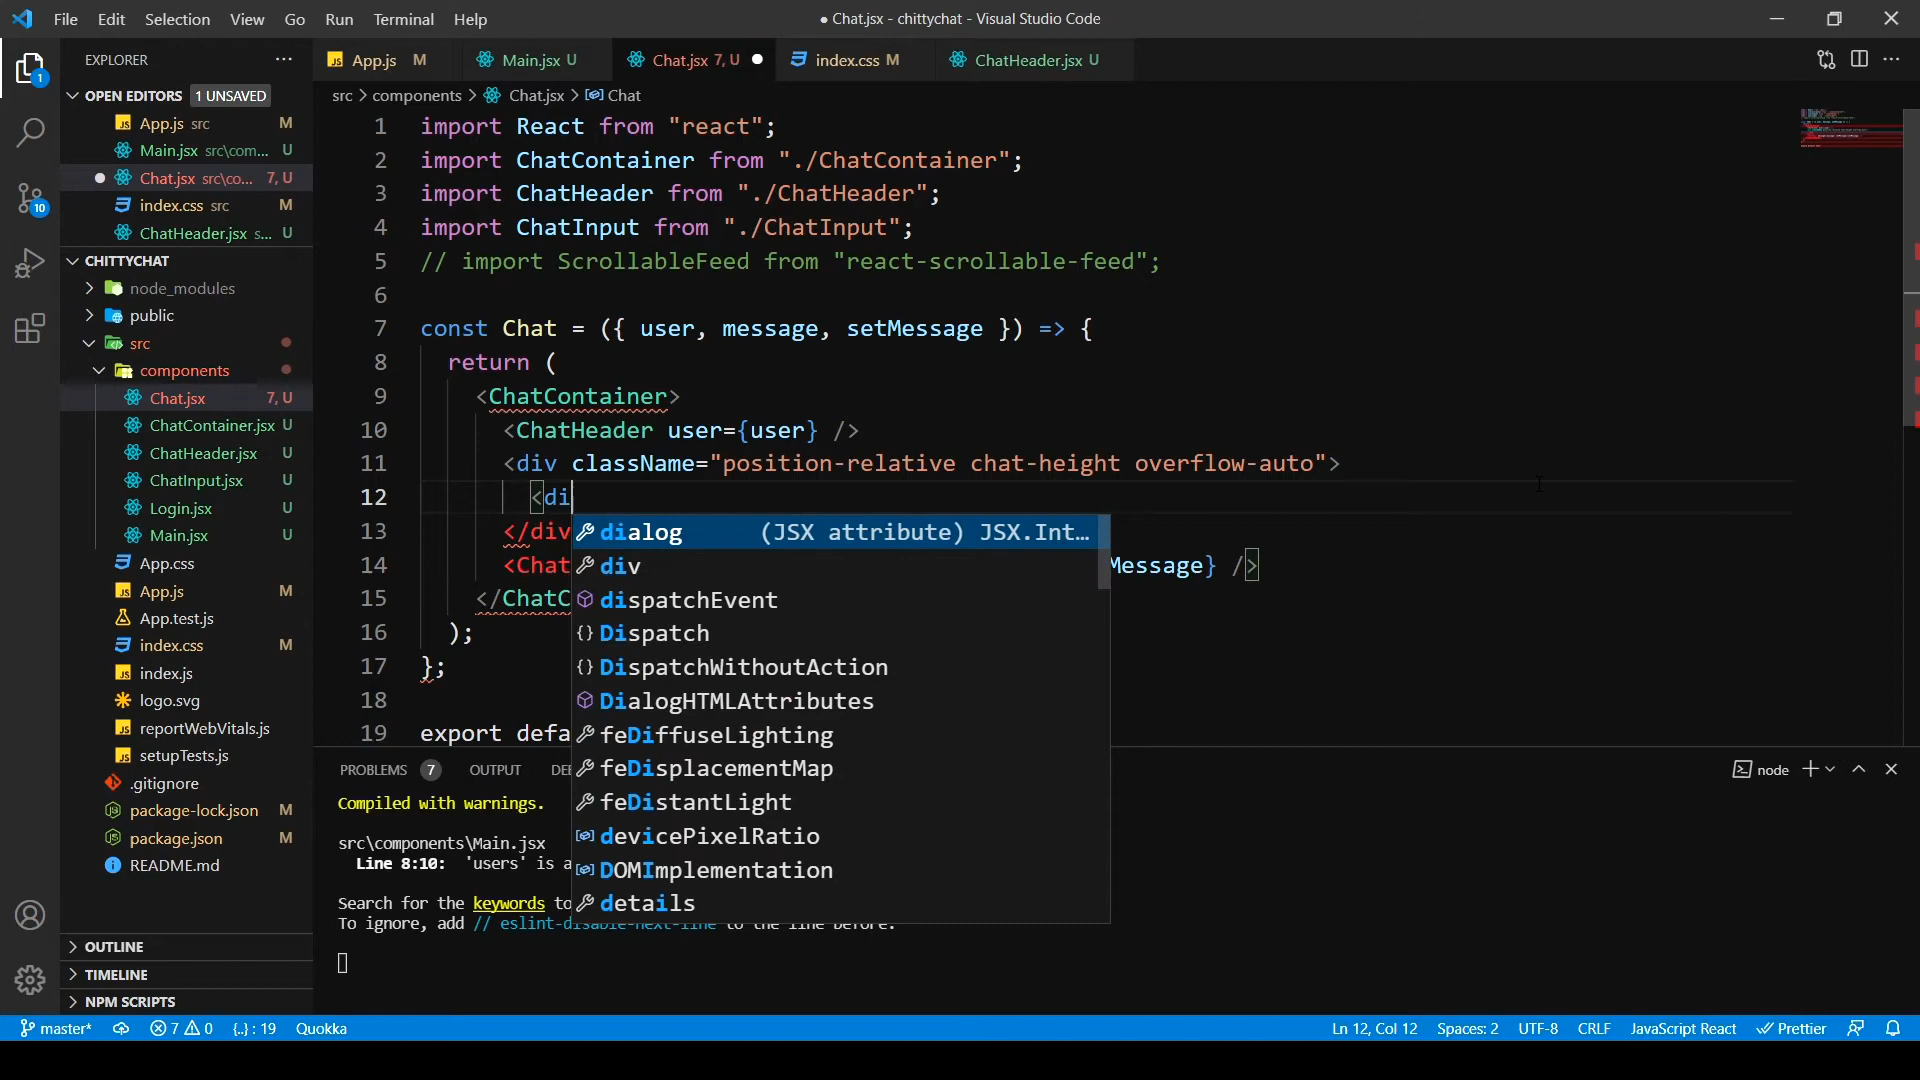 File Edit Selection View Go Run Terminal Help
● Chat.jsx - chittychat - Visual Studio Code
EXPLORER
App.js M
Main.jsx U
Chat.jsx 7, U
index.css M
ChatHeader.jsx U
OPEN EDITORS 1 UNSAVED
App.js src M
Main.jsx src\com... U
Chat.jsx src\co... 7, U
index.css src M
ChatHeader.jsx s... U
CHITTYCHAT
node_modules
public
src
components
Chat.jsx 7, U
ChatContainer.jsx U
ChatHeader.jsx U
ChatInput.jsx U
Login.jsx U
Main.jsx U
App.css
App.js M
App.test.js
index.css M
index.js
logo.svg
reportWebVitals.js
setupTests.js
.gitignore
package-lock.json M
package.json M
README.md
OUTLINE
TIMELINE
NPM SCRIPTS
1
10
src > components > Chat.jsx > Chat
1 import React from "react";
2 import ChatContainer from "./ChatContainer";
3 import ChatHeader from "./ChatHeader";
4 import ChatInput from "./ChatInput";
5 // import ScrollableFeed from "react-scrollable-feed";
6
7 const Chat = ({ user, message, setMessage }) => {
8 return (
9 <ChatContainer>
10 <ChatHeader user={user} />
11 <div className="position-relative chat-height overflow-auto">
12 <di
13 </div
14 <Chat Message} />
15 </ChatC
16 );
17 };
18
19 export defa
dialog (JSX attribute) JSX.Int...
div
dispatchEvent
Dispatch
DispatchWithoutAction
DialogHTMLAttributes
feDiffuseLighting
feDisplacementMap
feDistantLight
devicePixelRatio
DOMImplementation
details
PROBLEMS 7 OUTPUT DE
node
Compiled with warnings.
src\components\Main.jsx
Line 8:10: 'users' is a
Search for the keywords to
To ignore, add // eslint-disable-next-line to the line before.
master* 7 0 {..} : 19 Quokka
Ln 12, Col 12 Spaces: 2 UTF-8 CRLF JavaScript React Prettier